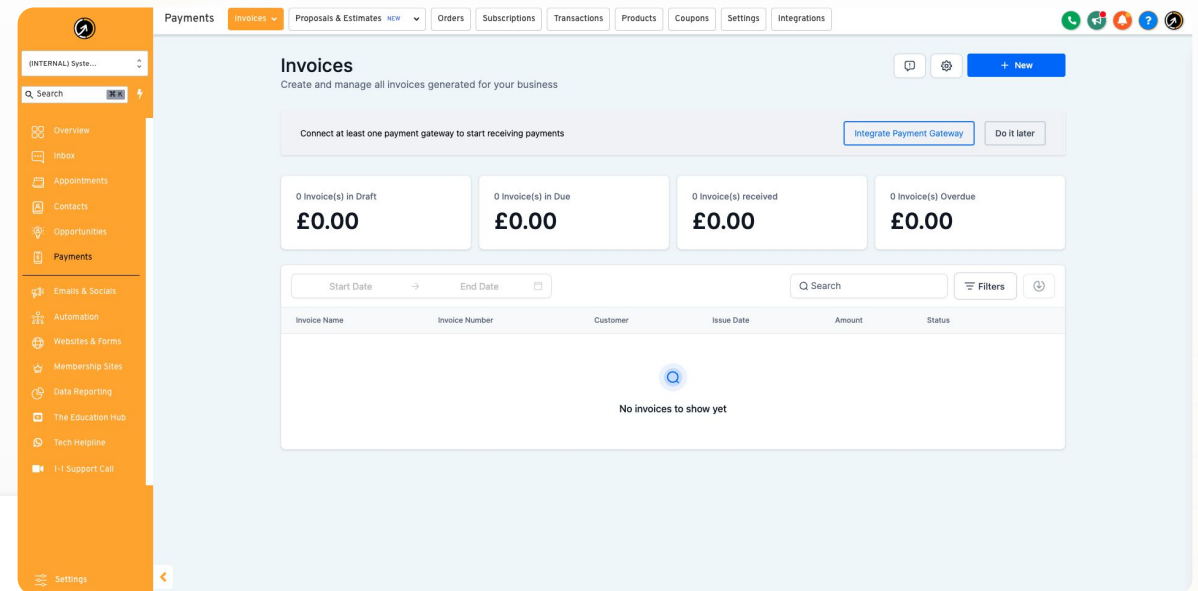 Payments
Invoices
Proposals & Estimates NEW
Orders
Subscriptions
Transactions
Products
Coupons
Settings
Integrations
(INTERNAL) Syste...
Search ⌘ K
Overview
Inbox
Appointments
Contacts
Opportunities
Payments
Emails & Socials
Automation
Websites & Forms
Membership Sites
Data Reporting
The Education Hub
Tech Helpline
1-1 Support Call
Settings
Invoices
Create and manage all invoices generated for your business
+ New
Connect at least one payment gateway to start receiving payments
Integrate Payment Gateway
Do it later
0 Invoice(s) in Draft
£0.00
0 Invoice(s) in Due
£0.00
0 Invoice(s) received
£0.00
0 Invoice(s) Overdue
£0.00
Start Date → End Date
Search
Filters
Invoice Name Invoice Number Customer Issue Date Amount Status
No invoices to show yet